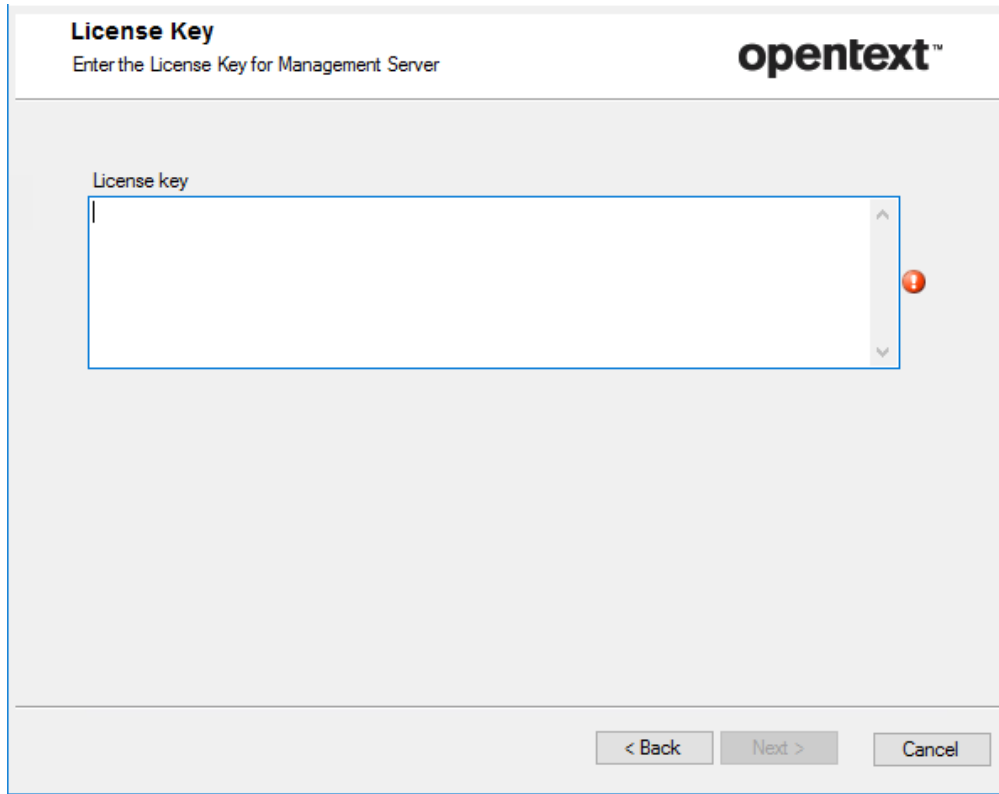 License Key
Enter the License Key for Management Server
opentext™
License key
< Back
Next >
Cancel